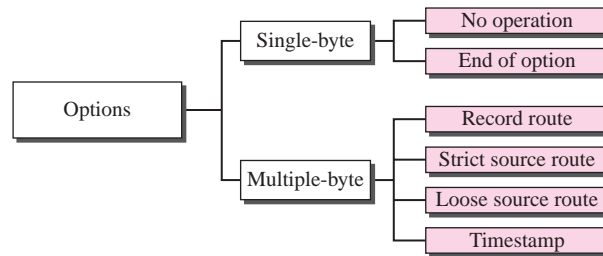 Options
Single-byte
No operation
End of option
Multiple-byte
Record route
Strict source route
Loose source route
Timestamp